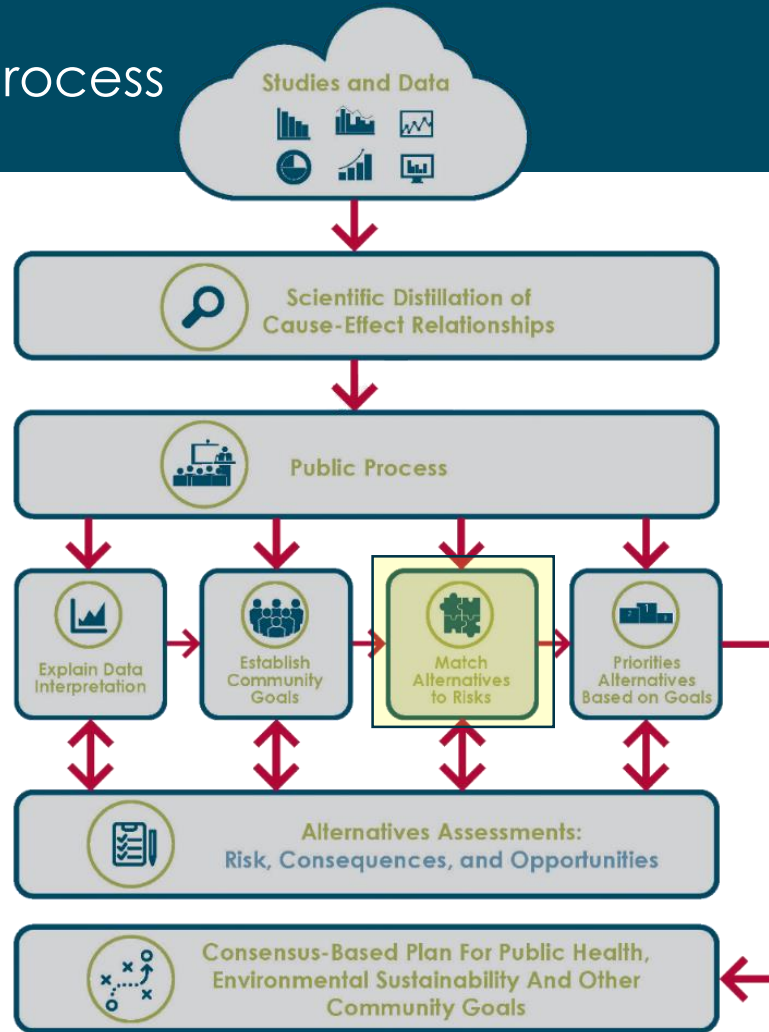 rocess
Studies and Data
Scientific Distillation of
Cause-Effect Relationships
Public Process
Explain Data
Interpretation
Establish
Community
Goals
Match
Alternatives
to Risks
Priorities
Alternatives
Based on Goals
Alternatives Assessments:
Risk, Consequences, and Opportunities
Consensus-Based Plan For Public Health,
Environmental Sustainability And Other
Community Goals